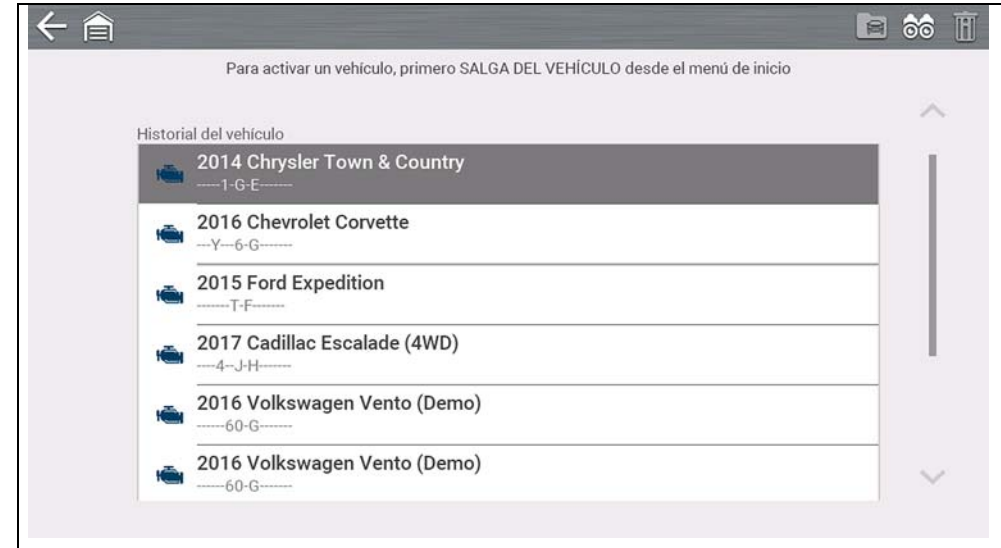 Para activar un vehículo, primero SALGA DEL VEHÍCULO desde el menú de inicio
Historial del vehículo
2014 Chrysler Town & Country
-----1-G-E-------
2016 Chevrolet Corvette
---Y---6-G-------
2015 Ford Expedition
-------T-F-------
2017 Cadillac Escalade (4WD)
----4--J-H-------
2016 Volkswagen Vento (Demo)
------60-G-------
2016 Volkswagen Vento (Demo)
------60-G-------